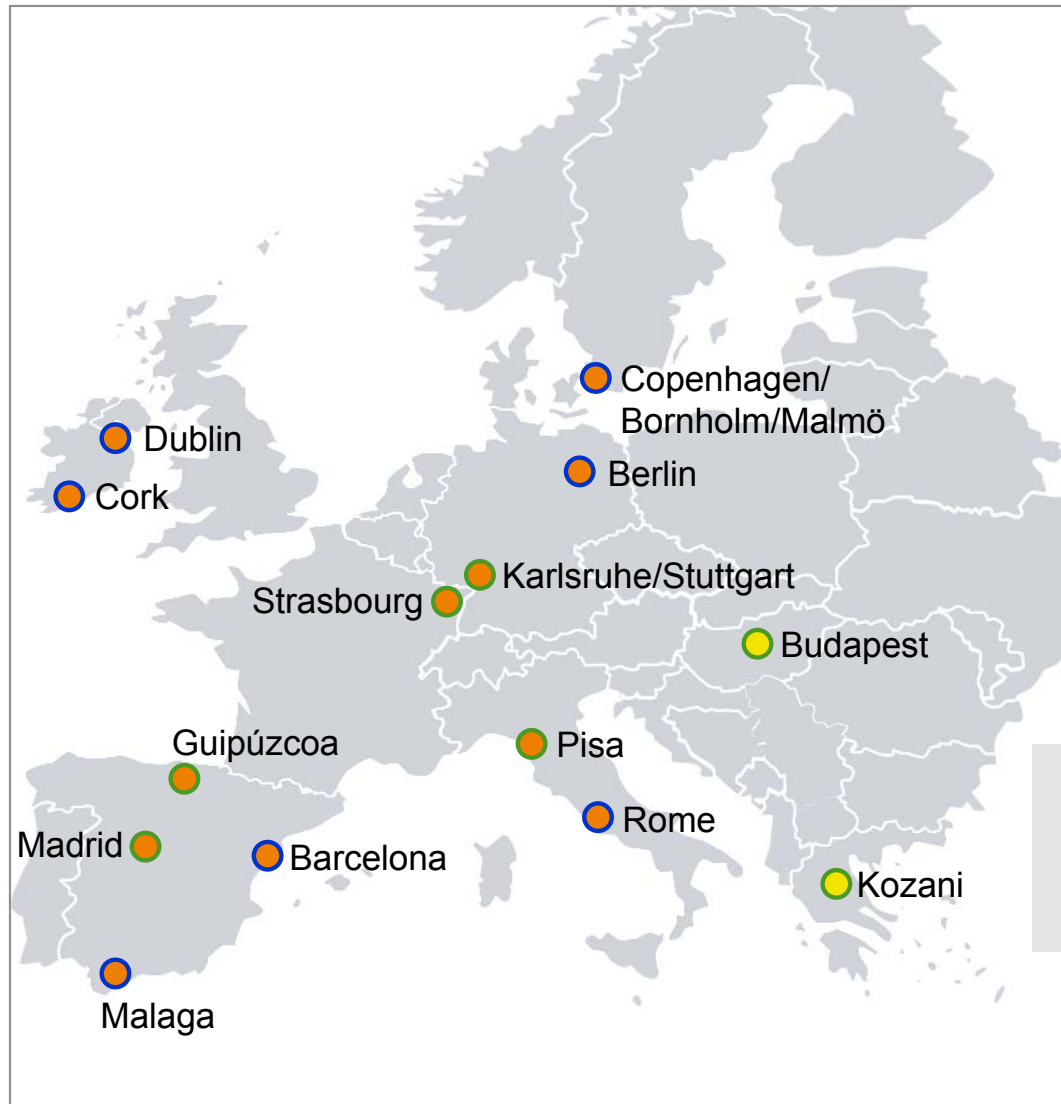 Copenhagen/
Bornholm/Malmö
Dublin
Berlin
Cork
Karlsruhe/Stuttgart
Strasbourg
Budapest
Guipúzcoa
Pisa
Rome
Madrid
Barcelona
Kozani
Malaga